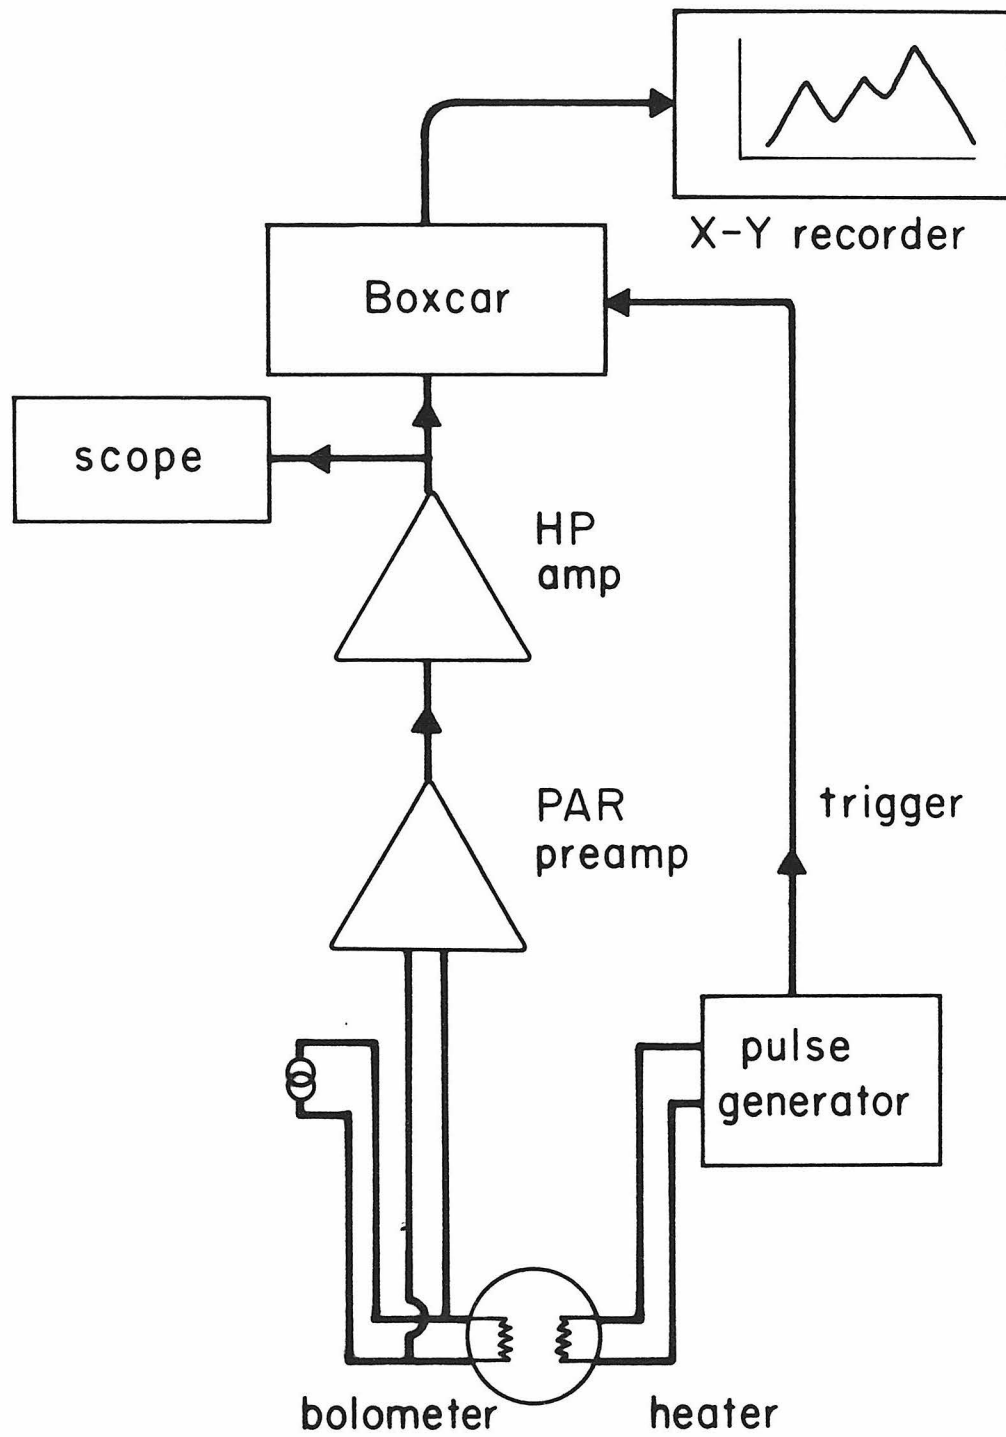 X-Y recorder
Boxcar
scope
HP
amp
PAR
preamp
trigger
pulse
generator
bolometer
heater